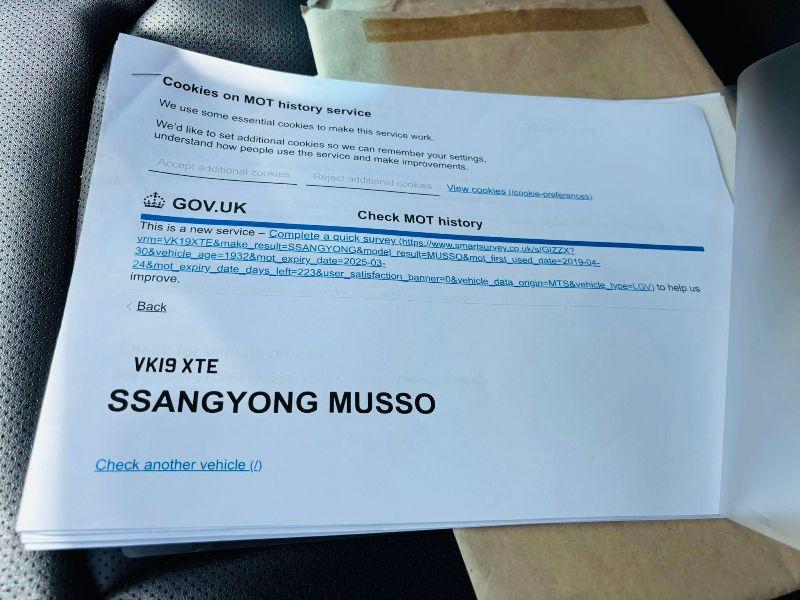 Cookies on MOT history service
We use some essential cookies to make this service work.
We'd like to set additional cookies so we can remember your settings,
understand how people use the service and make improvements.
Accept additional cookies Reject additional cookies View cookies (/cookie-preferences)
GOV.UK Check MOT history
This is a new service – Complete a quick survey (https://www.smartsurvey.co.uk/s/GIZZX?
vrm=VK19XTE&make_result=SSANGYONG&model_result=MUSSO&mot_first_used_date=2019-04-
30&vehicle_age=1932&mot_expiry_date=2025-03-
24&mot_expiry_date_days_left=223&user_satisfaction_banner=0&vehicle_data_origin=MTS&vehicle_type=LGV) to help us
improve.
Back
VK19 XTE
SSANGYONG MUSSO
Check another vehicle (/)